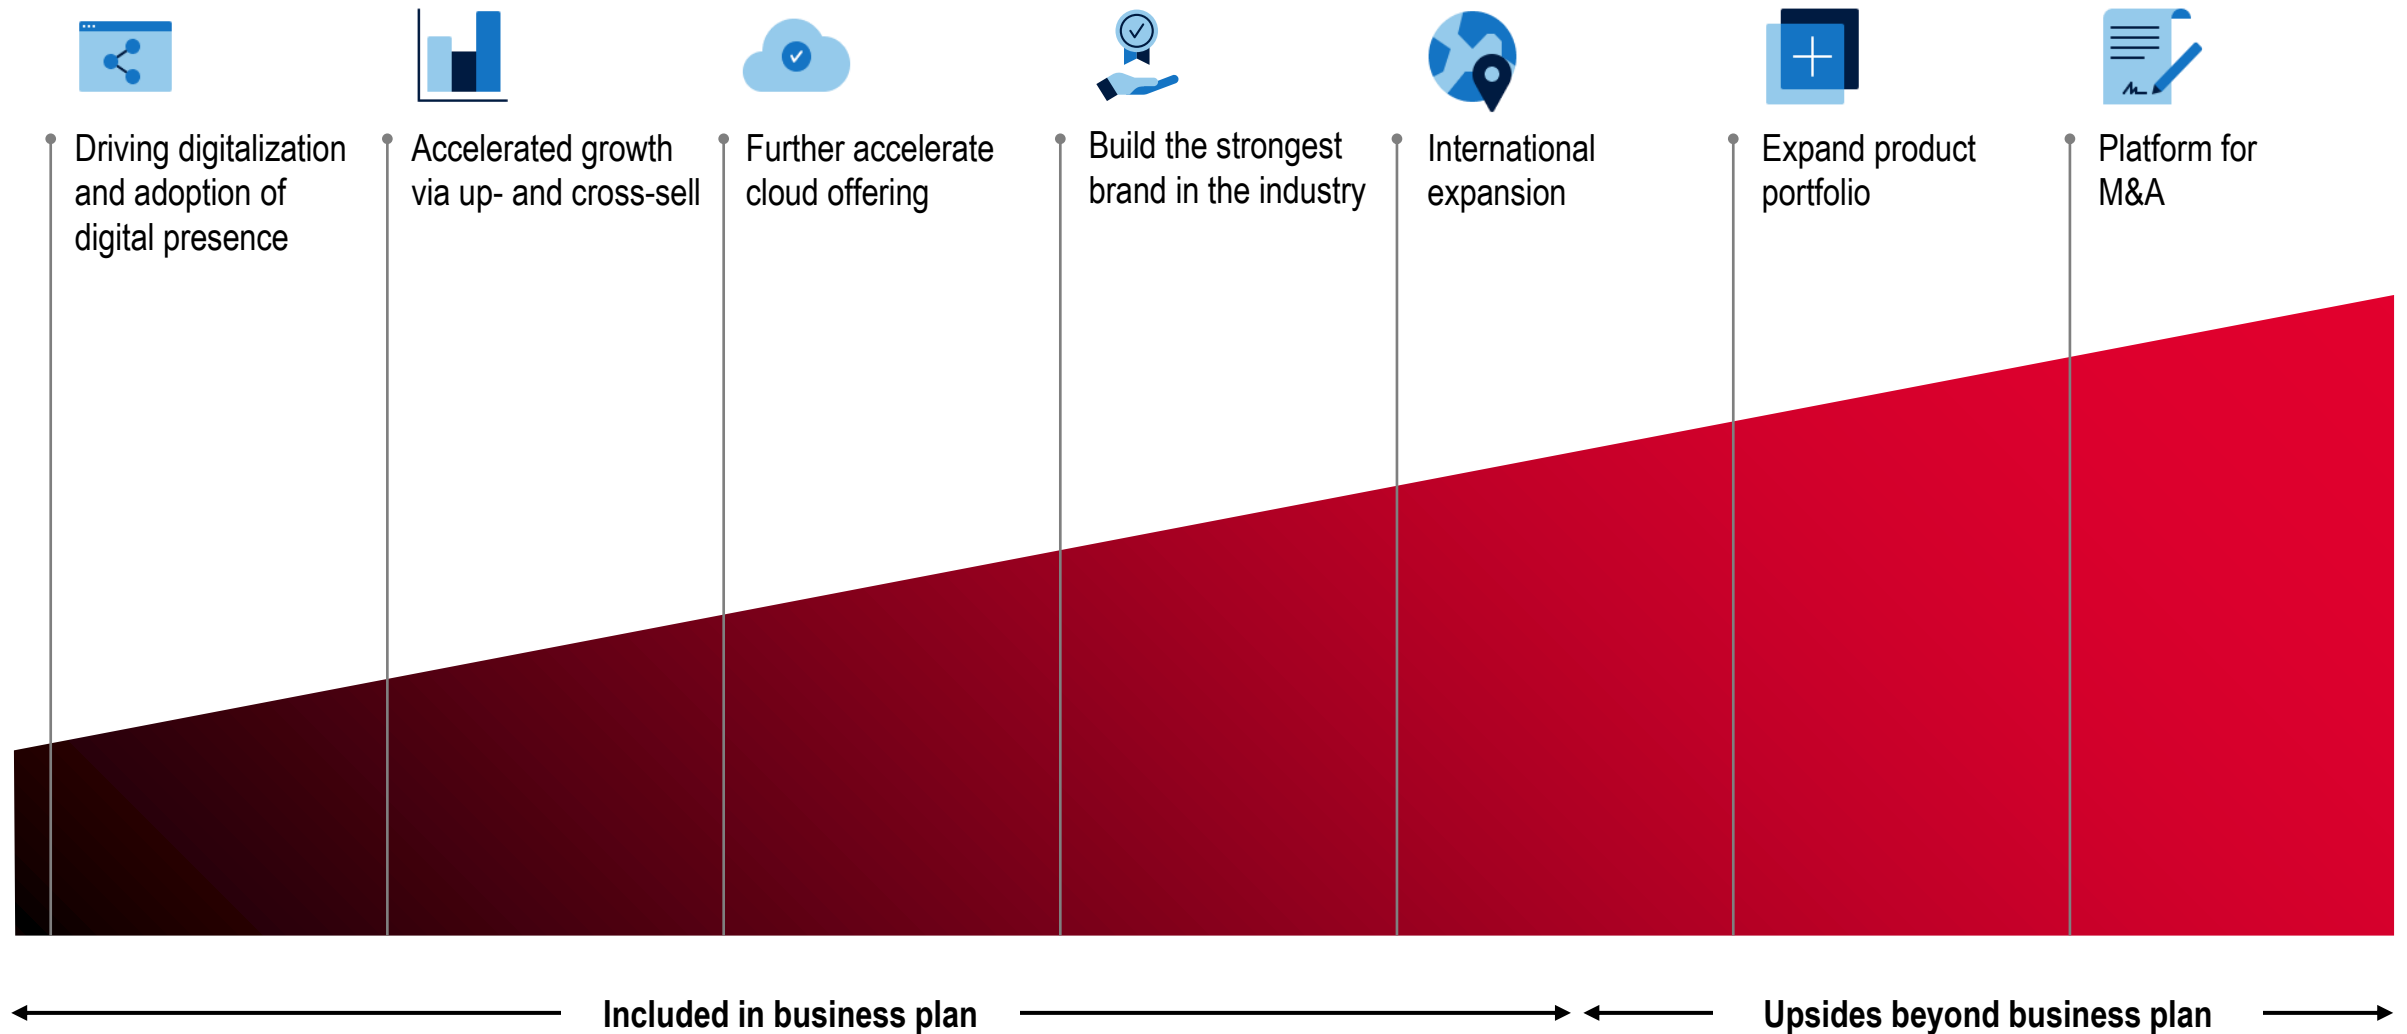 Driving digitalization
and adoption of
digital presence
Accelerated growth
via up- and cross-sell
Further accelerate
cloud offering
Build the strongest
brand in the industry
International
expansion
Expand product
portfolio
Platform for
M&A
Included in business plan
Upsides beyond business plan